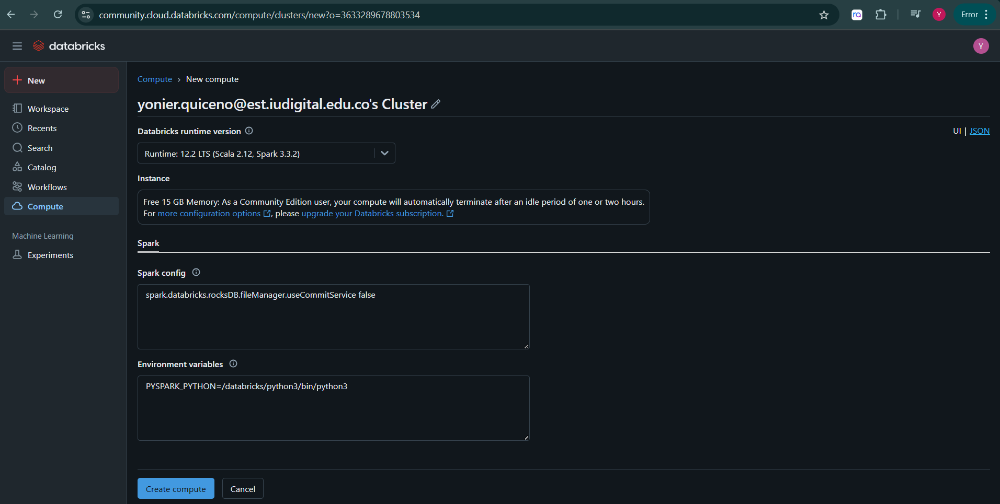 community.cloud.databricks.com/compute/clusters/new?o=3633289678803534
ra
Y
Error
databricks
Y
New
Workspace
Recents
Search
Catalog
Workflows
Compute
Machine Learning
Experiments
Compute › New compute
yonier.quiceno@est.iudigital.edu.co's Cluster
Databricks runtime version
UI | JSON
Runtime: 12.2 LTS (Scala 2.12, Spark 3.3.2)
Instance
Free 15 GB Memory: As a Community Edition user, your compute will automatically terminate after an idle period of one or two hours.
For more configuration options, please upgrade your Databricks subscription.
Spark
Spark config
spark.databricks.rocksDB.fileManager.useCommitService false
Environment variables
PYSPARK_PYTHON=/databricks/python3/bin/python3
Create compute
Cancel